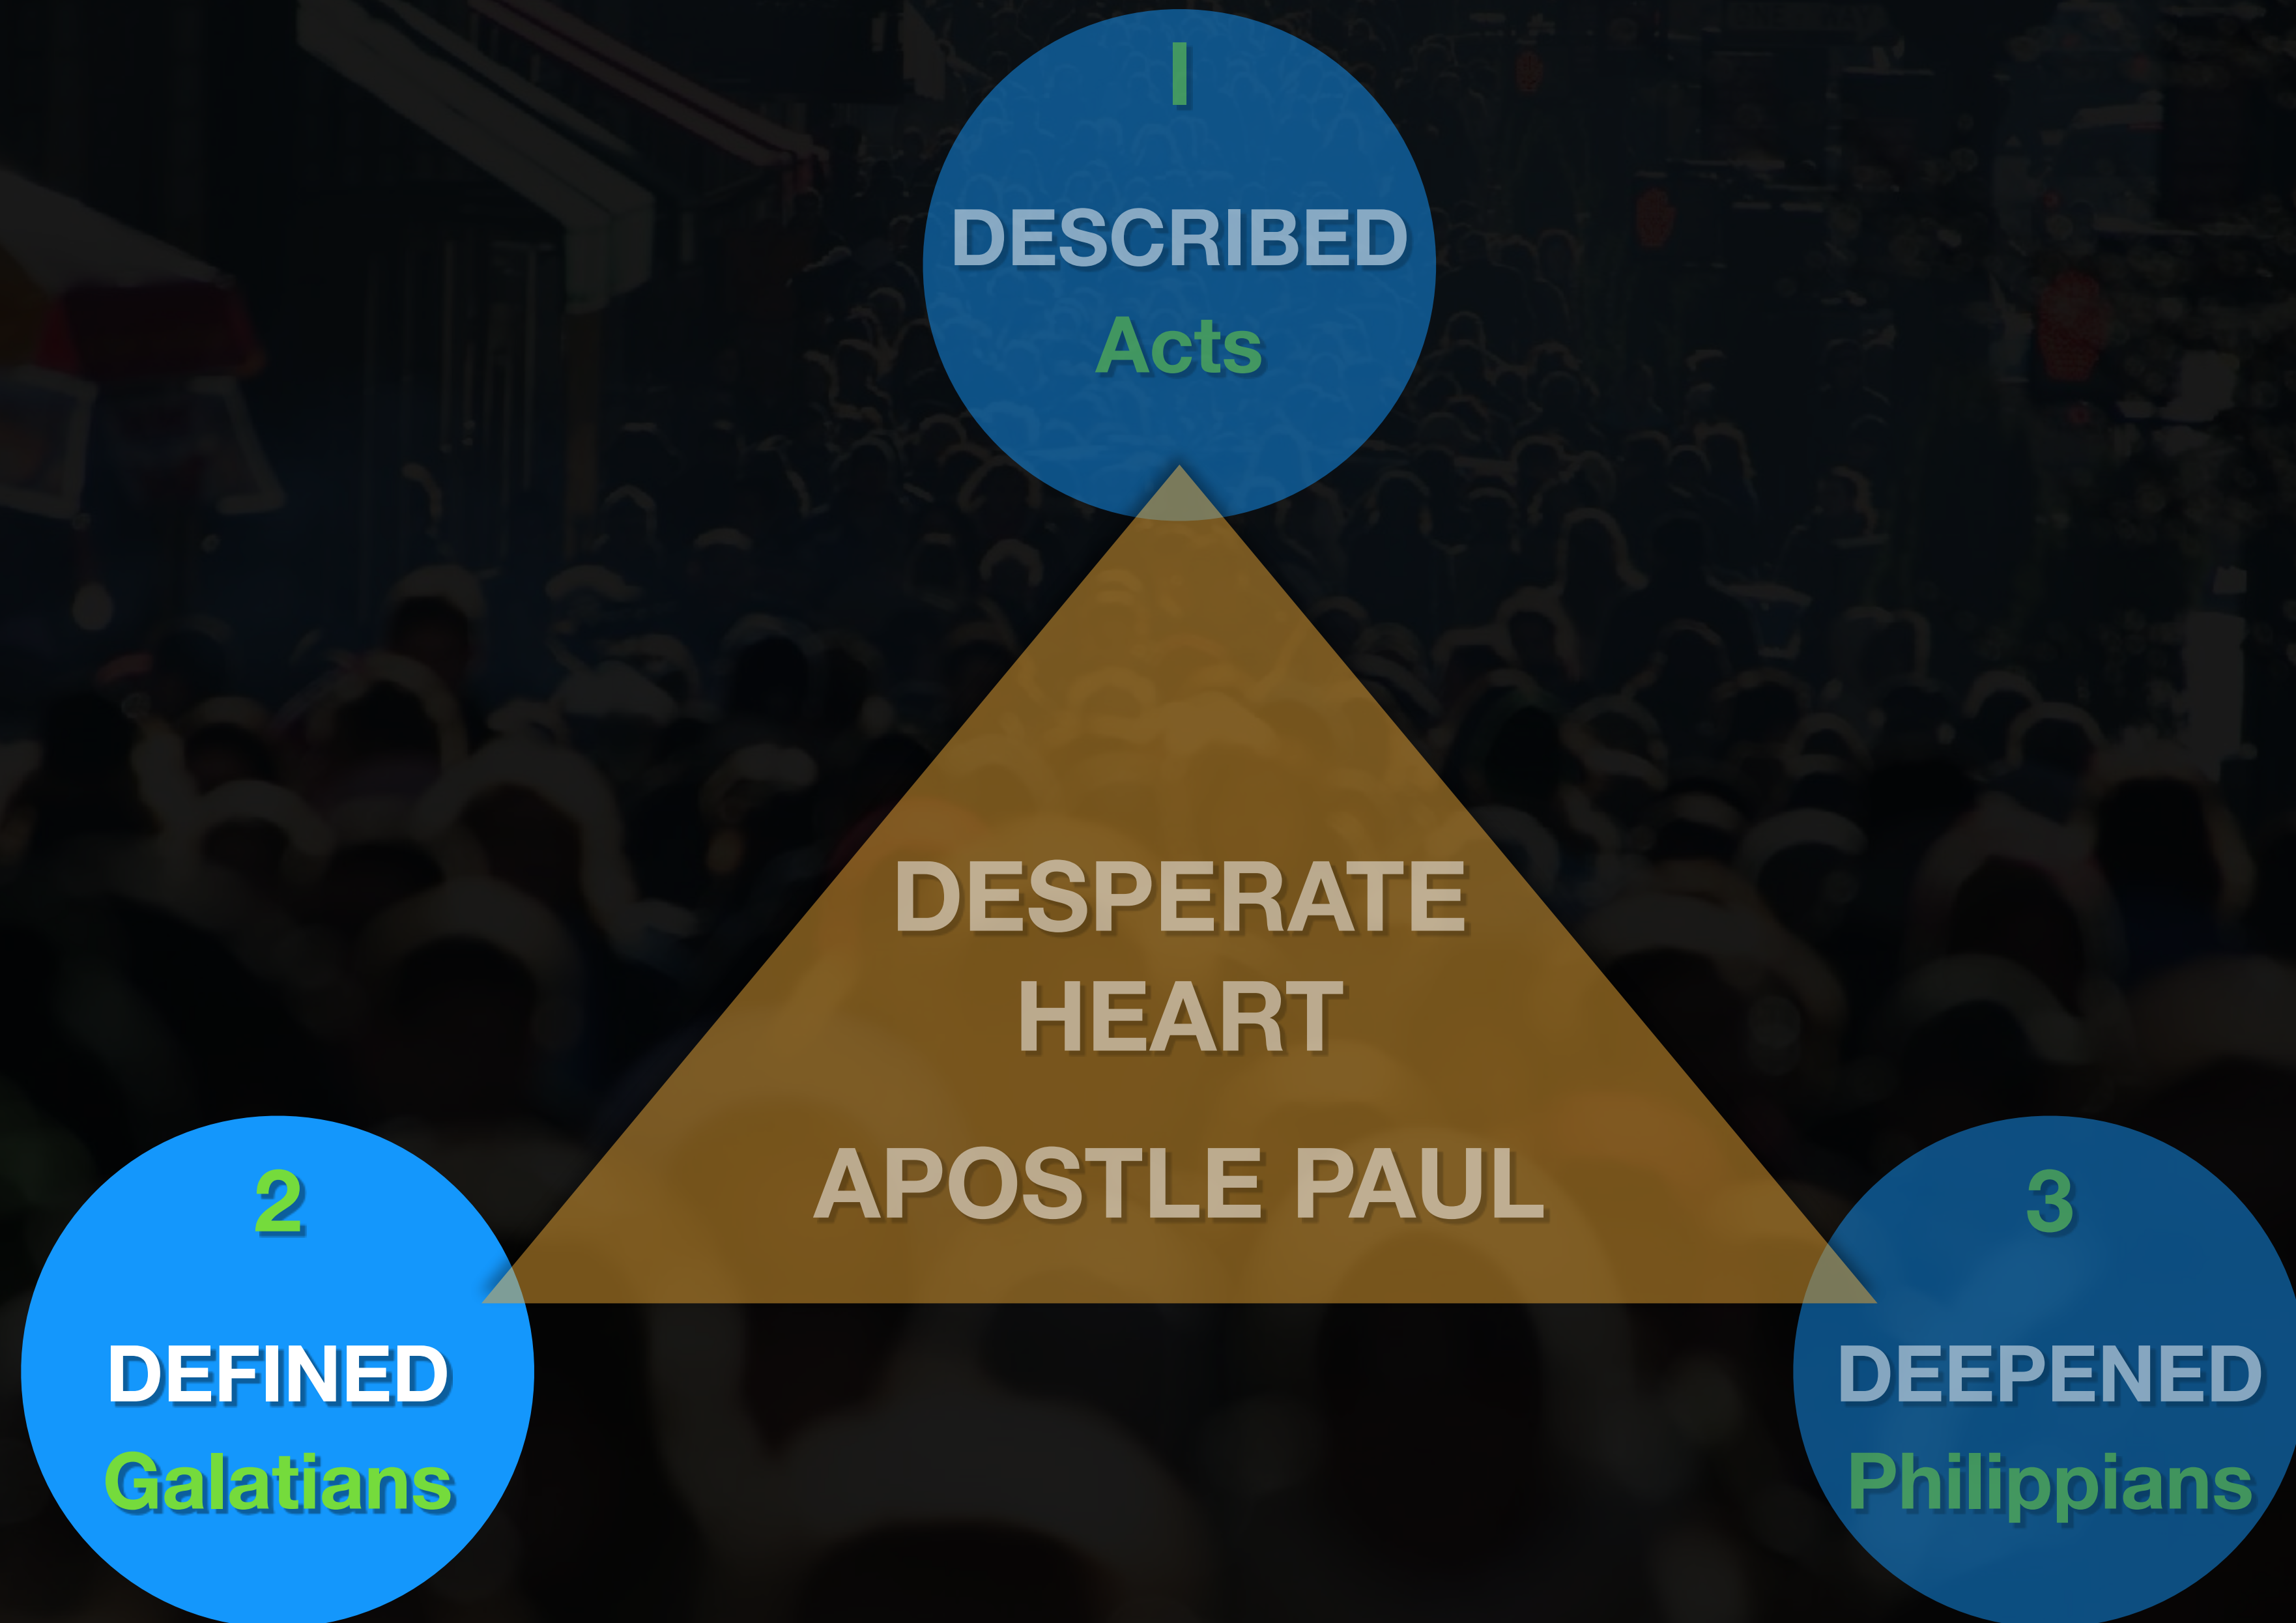 1
DESCRIBED
Acts
DESPERATE
HEART
APOSTLE PAUL
2
DEFINED
Galatians
3
DEEPENED
Philippians